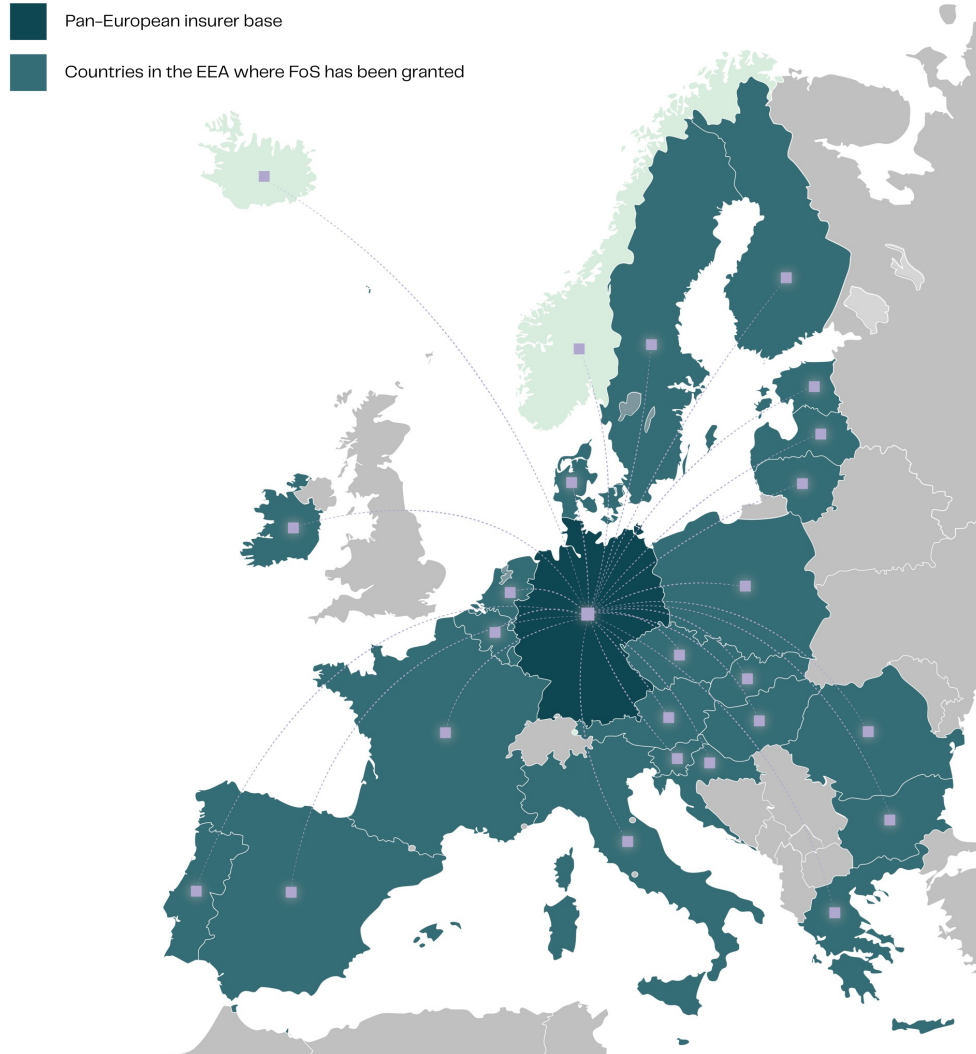 Pan-European insurer base
Countries in the EEA where FoS has been granted